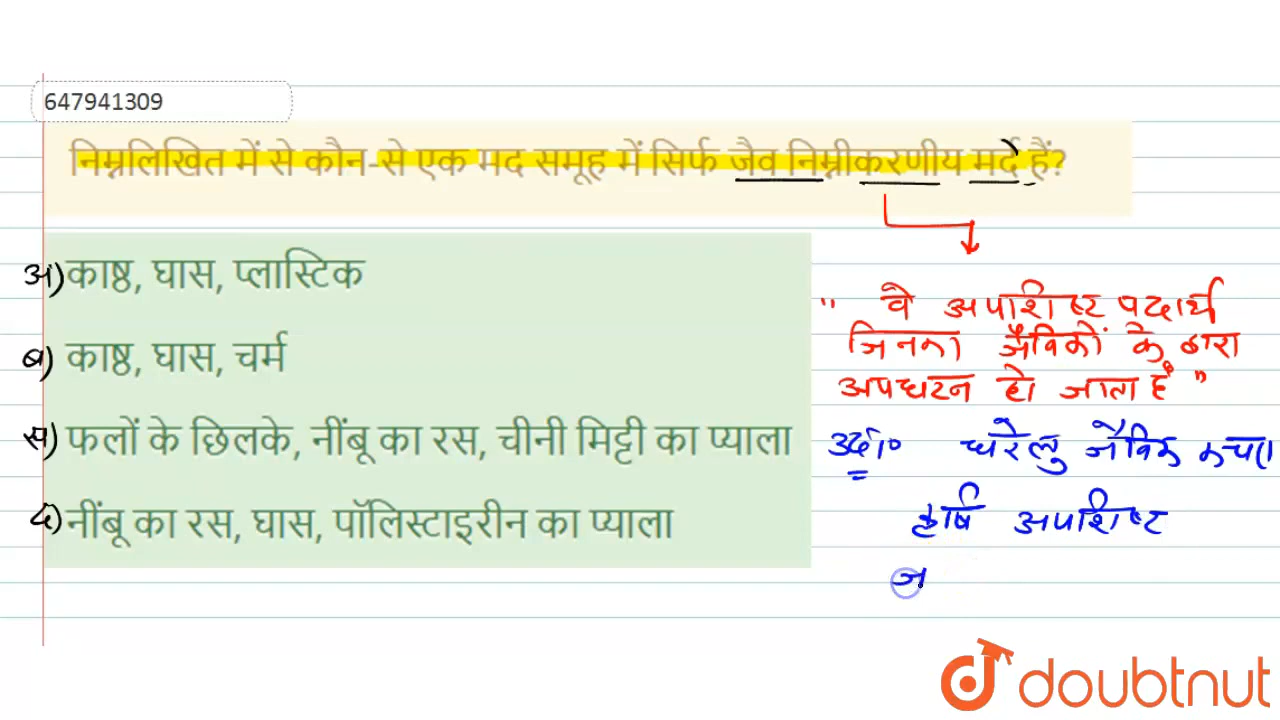 647941309
निम्नलिखित में से कौन-से एक मद समूह में सिर्फ जैव निम्नीकरणीय मदें हैं?
अ) काष्ठ, घास, प्लास्टिक
ब) काष्ठ, घास, चर्म
स) फलों के छिलके, नींबू का रस, चीनी मिट्टी का प्याला
द) नींबू का रस, घास, पॉलिस्टाइरीन का प्याला
" वे अपशिष्ट पदार्थ
जिनका जैविकों के द्वारा
अपघटन हो जाता है "
उदा० घरेलु जैविक कचरा
कृषि अपशिष्ट
ज
doubtnut